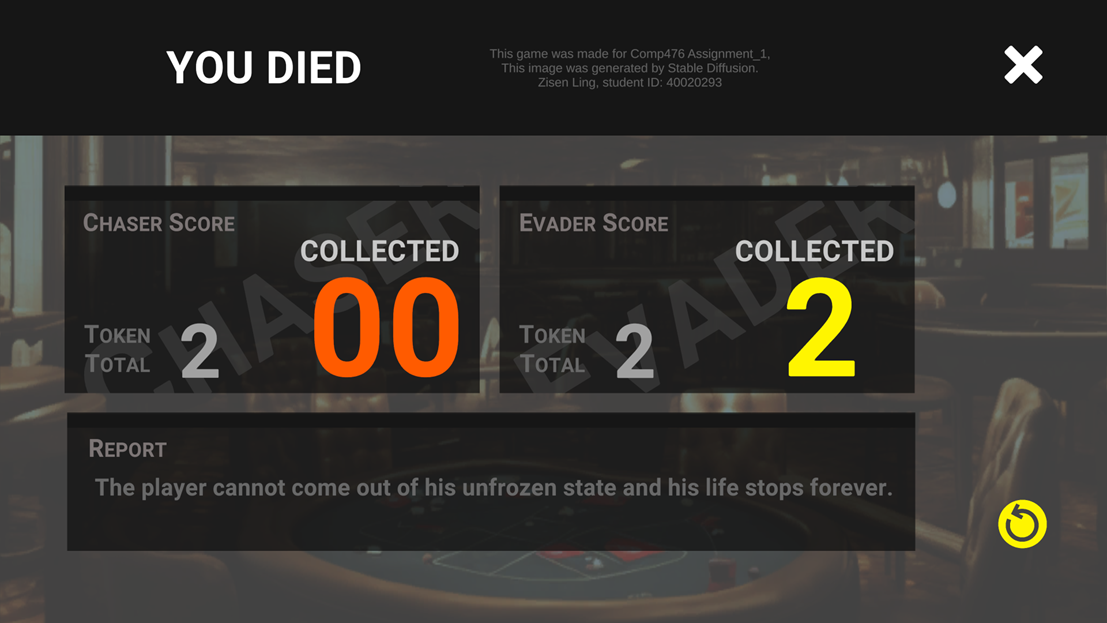 YOU DIED
This game was made for Comp476 Assignment_1,
This image was generated by Stable Diffusion.
Zisen Ling, student ID: 40020293
CHASER SCORE
COLLECTED
00
TOKEN
TOTAL
2
CHASER
EVADER SCORE
COLLECTED
2
TOKEN
TOTAL
2
EVADER
REPORT
The player cannot come out of his unfrozen state and his life stops forever.